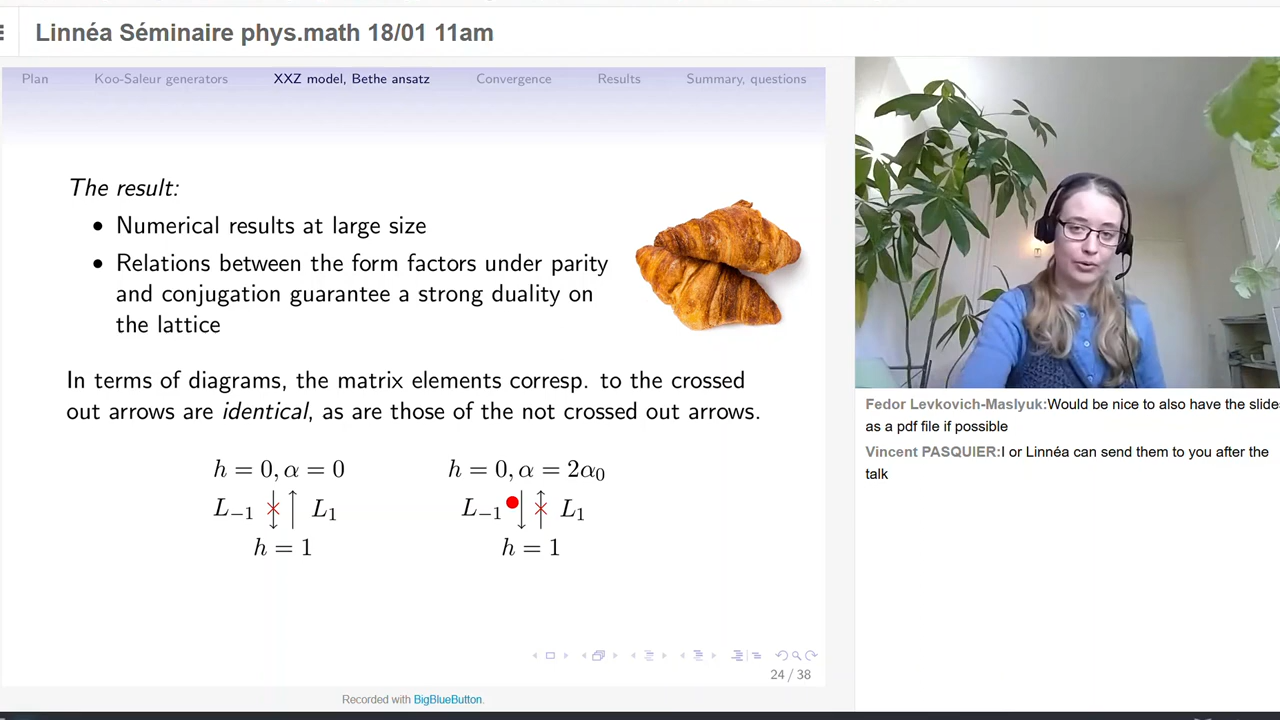 Linnéa Séminaire phys.math 18/01 11am
Plan Koo-Saleur generators XXZ model, Bethe ansatz Convergence Results Summary, questions
The result:
• Numerical results at large size
• Relations between the form factors under parity
and conjugation guarantee a strong duality on
the lattice
In terms of diagrams, the matrix elements corresp. to the crossed
out arrows are identical, as are those of the not crossed out arrows.
h = 0, α = 0
L₋₁ L₁
h = 1
h = 0, α = 2α₀
L₋₁ L₁
h = 1
24 / 38
Recorded with BigBlueButton.
Fedor Levkovich-Maslyuk:Would be nice to also have the slide
as a pdf file if possible
Vincent PASQUIER:I or Linnéa can send them to you after the
talk